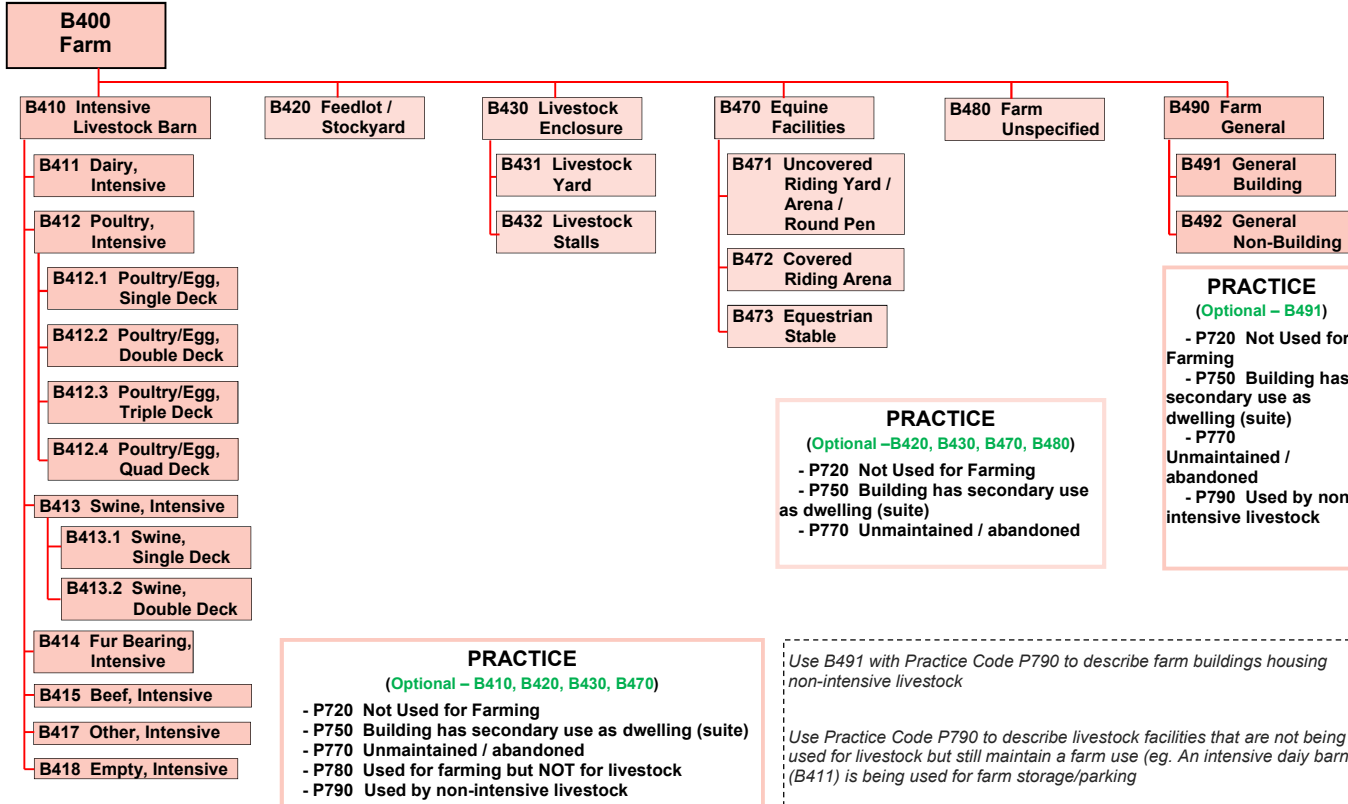 B400
Farm
B410 Intensive
Livestock Barn
B420 Feedlot /
Stockyard
B430 Livestock
Enclosure
B470 Equine
Facilities
B480 Farm
Unspecified
B490 Farm
General
B411 Dairy,
Intensive
B412 Poultry,
Intensive
B412.1 Poultry/Egg,
Single Deck
B412.2 Poultry/Egg,
Double Deck
B412.3 Poultry/Egg,
Triple Deck
B412.4 Poultry/Egg,
Quad Deck
B413 Swine, Intensive
B413.1 Swine,
Single Deck
B413.2 Swine,
Double Deck
B414 Fur Bearing,
Intensive
B415 Beef, Intensive
B417 Other, Intensive
B418 Empty, Intensive
B431 Livestock
Yard
B432 Livestock
Stalls
B471 Uncovered
Riding Yard /
Arena /
Round Pen
B472 Covered
Riding Arena
B473 Equestrian
Stable
B491 General
Building
B492 General
Non-Building
PRACTICE
(Optional – B491)
- P720 Not Used for
Farming
- P750 Building has
secondary use as
dwelling (suite)
- P770
Unmaintained /
abandoned
- P790 Used by non
intensive livestock
PRACTICE
(Optional –B420, B430, B470, B480)
- P720 Not Used for Farming
- P750 Building has secondary use
as dwelling (suite)
- P770 Unmaintained / abandoned
PRACTICE
(Optional – B410, B420, B430, B470)
- P720 Not Used for Farming
- P750 Building has secondary use as dwelling (suite)
- P770 Unmaintained / abandoned
- P780 Used for farming but NOT for livestock
- P790 Used by non-intensive livestock
Use B491 with Practice Code P790 to describe farm buildings housing
non-intensive livestock
Use Practice Code P790 to describe livestock facilities that are not being
used for livestock but still maintain a farm use (eg. An intensive daiy barn
(B411) is being used for farm storage/parking